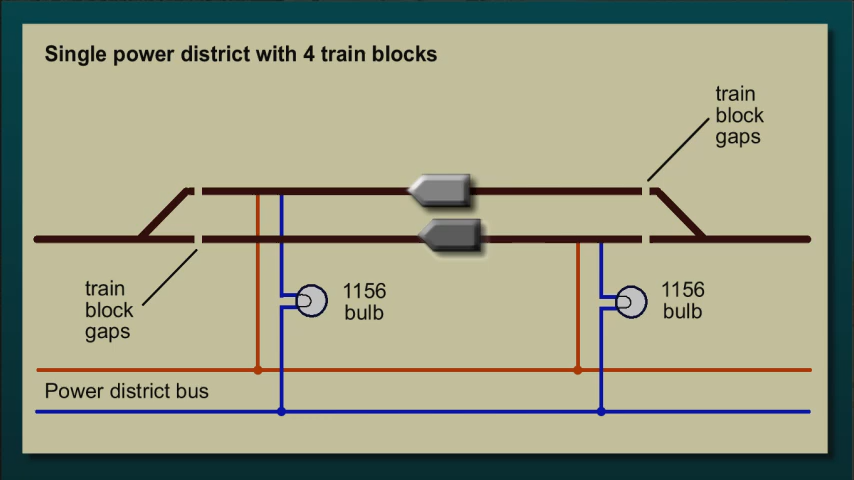 Single power district with 4 train blocks
train
block
gaps
train
block
gaps
1156
bulb
1156
bulb
Power district bus